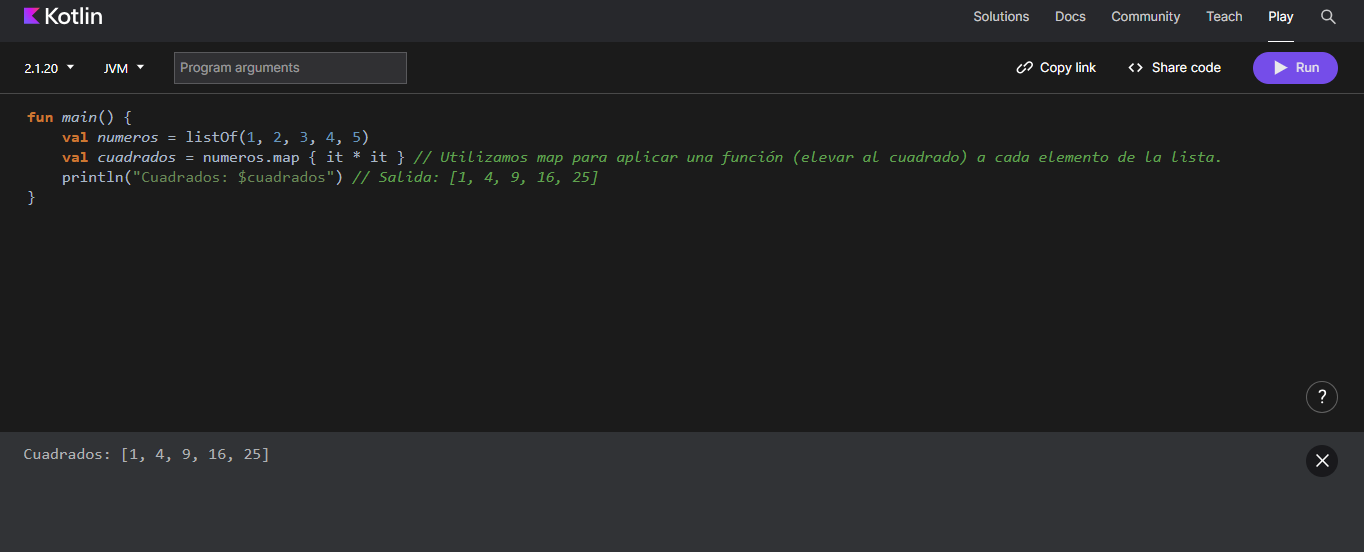 Kotlin
Solutions Docs Community Teach Play
2.1.20 JVM Program arguments Copy link <> Share code Run
fun main() {
    val numeros = listOf(1, 2, 3, 4, 5)
    val cuadrados = numeros.map { it * it } // Utilizamos map para aplicar una función (elevar al cuadrado) a cada elemento de la lista.
    println("Cuadrados: $cuadrados") // Salida: [1, 4, 9, 16, 25]
}
?
Cuadrados: [1, 4, 9, 16, 25]